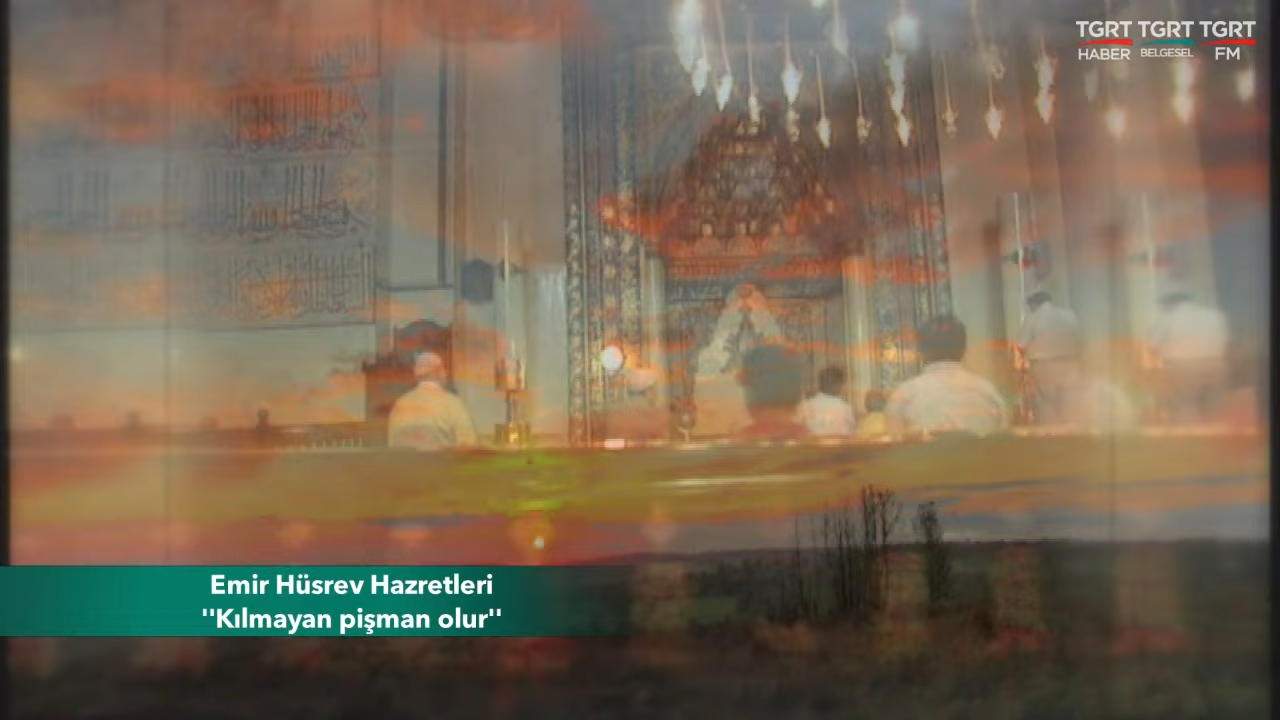 TGRT TGRT TGRT
HABER BELGESEL FM
Emir Hüsrev Hazretleri
''Kılmayan pişman olur''